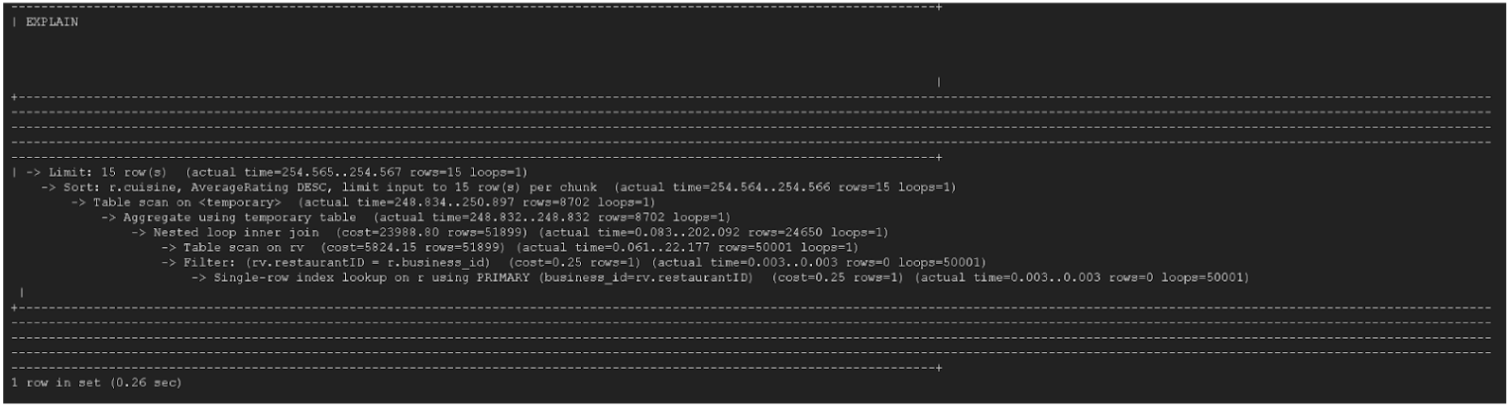 | EXPLAIN
|
| -> Limit: 15 row(s)  (actual time=254.565..254.567 rows=15 loops=1)
    -> Sort: r.cuisine, AverageRating DESC, limit input to 15 row(s) per chunk  (actual time=254.564..254.566 rows=15 loops=1)
        -> Table scan on <temporary>  (actual time=248.834..250.897 rows=8702 loops=1)
            -> Aggregate using temporary table  (actual time=248.832..248.832 rows=8702 loops=1)
                -> Nested loop inner join  (cost=23988.80 rows=51899) (actual time=0.083..202.092 rows=24650 loops=1)
                    -> Table scan on rv  (cost=5824.15 rows=51899) (actual time=0.061..22.177 rows=50001 loops=1)
                    -> Filter: (rv.restaurantID = r.business_id)  (cost=0.25 rows=1) (actual time=0.003..0.003 rows=0 loops=50001)
                        -> Single-row index lookup on r using PRIMARY (business_id=rv.restaurantID)  (cost=0.25 rows=1) (actual time=0.003..0.003 rows=0 loops=50001)
|
1 row in set (0.26 sec)